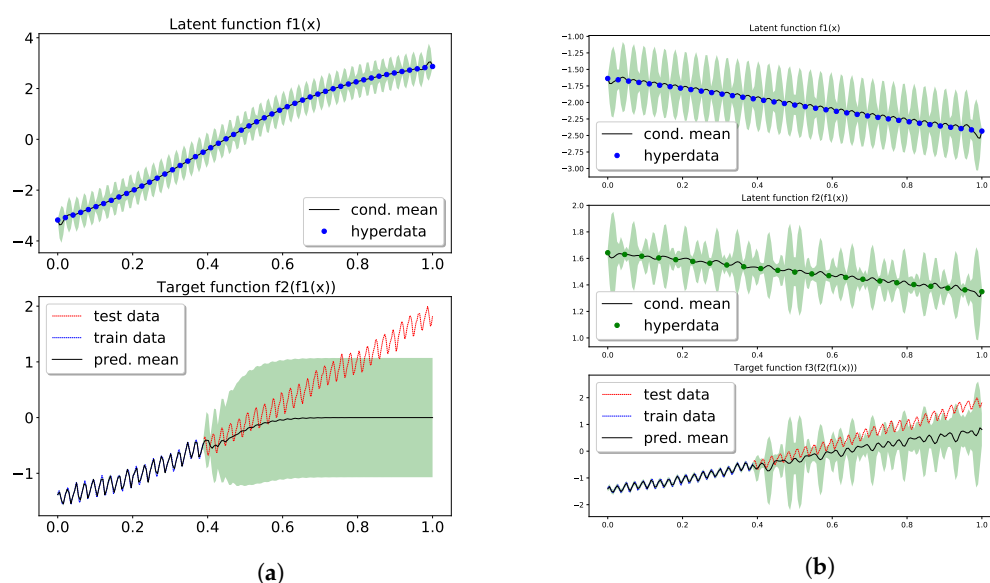 Latent function f1(x)
4
2
0
−2
−4
cond. mean
hyperdata
0.0 0.2 0.4 0.6 0.8 1.0
Target function f2(f1(x))
2
1
0
−1
test data
train data
pred. mean
0.0 0.2 0.4 0.6 0.8 1.0
(a)
Latent function f1(x)
−1.00
−1.25
−1.50
−1.75
−2.00
−2.25
−2.50
−2.75
−3.00
cond. mean
hyperdata
0.0 0.2 0.4 0.6 0.8 1.0
Latent function f2(f1(x))
2.0
1.8
1.6
1.4
1.2
1.0
cond. mean
hyperdata
0.0 0.2 0.4 0.6 0.8 1.0
Target function f3(f2(f1(x)))
2
1
0
−1
−2
test data
train data
pred. mean
0.0 0.2 0.4 0.6 0.8 1.0
(b)